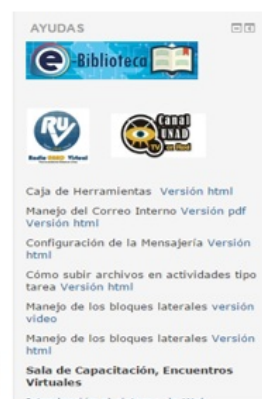 AYUDAS
e-Biblioteca
RUV
Radio UNAD Virtual
Canal
UNAD
TV
Caja de Herramientas Versión html
Manejo del Correo Interno Versión pdf
Versión html
Configuración de la Mensajería Versión
html
Cómo subir archivos en actividades tipo
tarea Versión html
Manejo de los bloques laterales versión
video
Manejo de los bloques laterales Versión
html
Sala de Capacitación, Encuentros
Virtuales